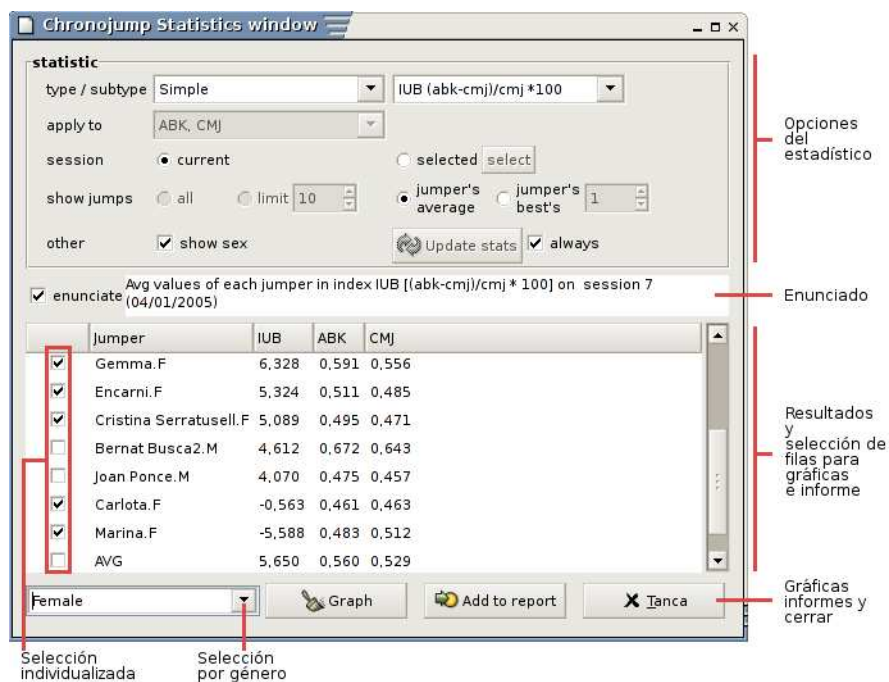 Chronojump Statistics window
statistic
type / subtype Simple IUB (abk-cmj)/cmj *100
apply to ABK, CMJ
session current selected select
show jumps all limit 10 jumper's average jumper's best's 1
other show sex Update stats always
enunciate Avg values of each jumper in index IUB [(abk-cmj)/cmj * 100] on session 7
(04/01/2005)
Jumper IUB ABK CMJ
Gemma.F 6,328 0,591 0,556
Encarni.F 5,324 0,511 0,485
Cristina Serratusell.F 5,089 0,495 0,471
Bernat Busca2.M 4,612 0,672 0,643
Joan Ponce.M 4,070 0,475 0,457
Carlota.F -0,563 0,461 0,463
Marina.F -5,588 0,483 0,512
AVG 5,650 0,560 0,529
Female Graph Add to report Tanca
Opciones
del
estadístico
Enunciado
Resultados
y
selección de
filas para
gráficas
e informe
Gráficas
informes y
cerrar
Selección
individualizada
Selección
por género